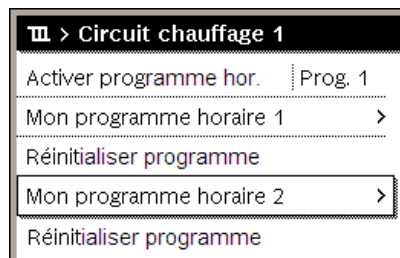 > Circuit chauffage 1
Activer programme hor. Prog. 1
Mon programme horaire 1 >
Réinitialiser programme
Mon programme horaire 2 >
Réinitialiser programme